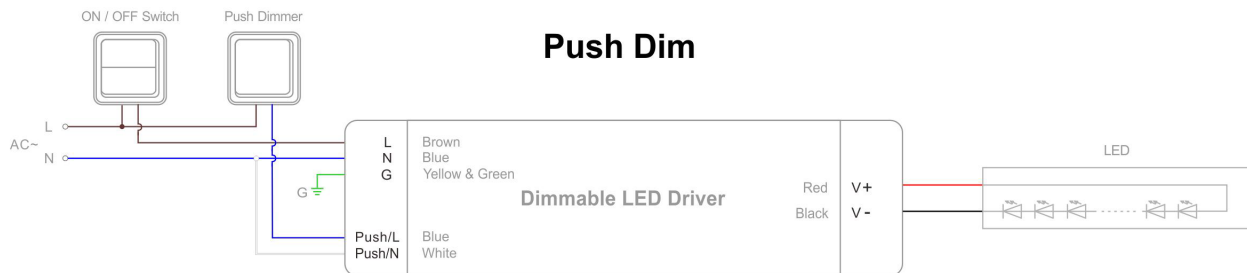 ON / OFF Switch
Push Dimmer
Push Dim
L
AC~
N
L Brown
N Blue
G Yellow & Green
G
Dimmable LED Driver
Push/L Blue
Push/N White
Red V+
Black V-
LED